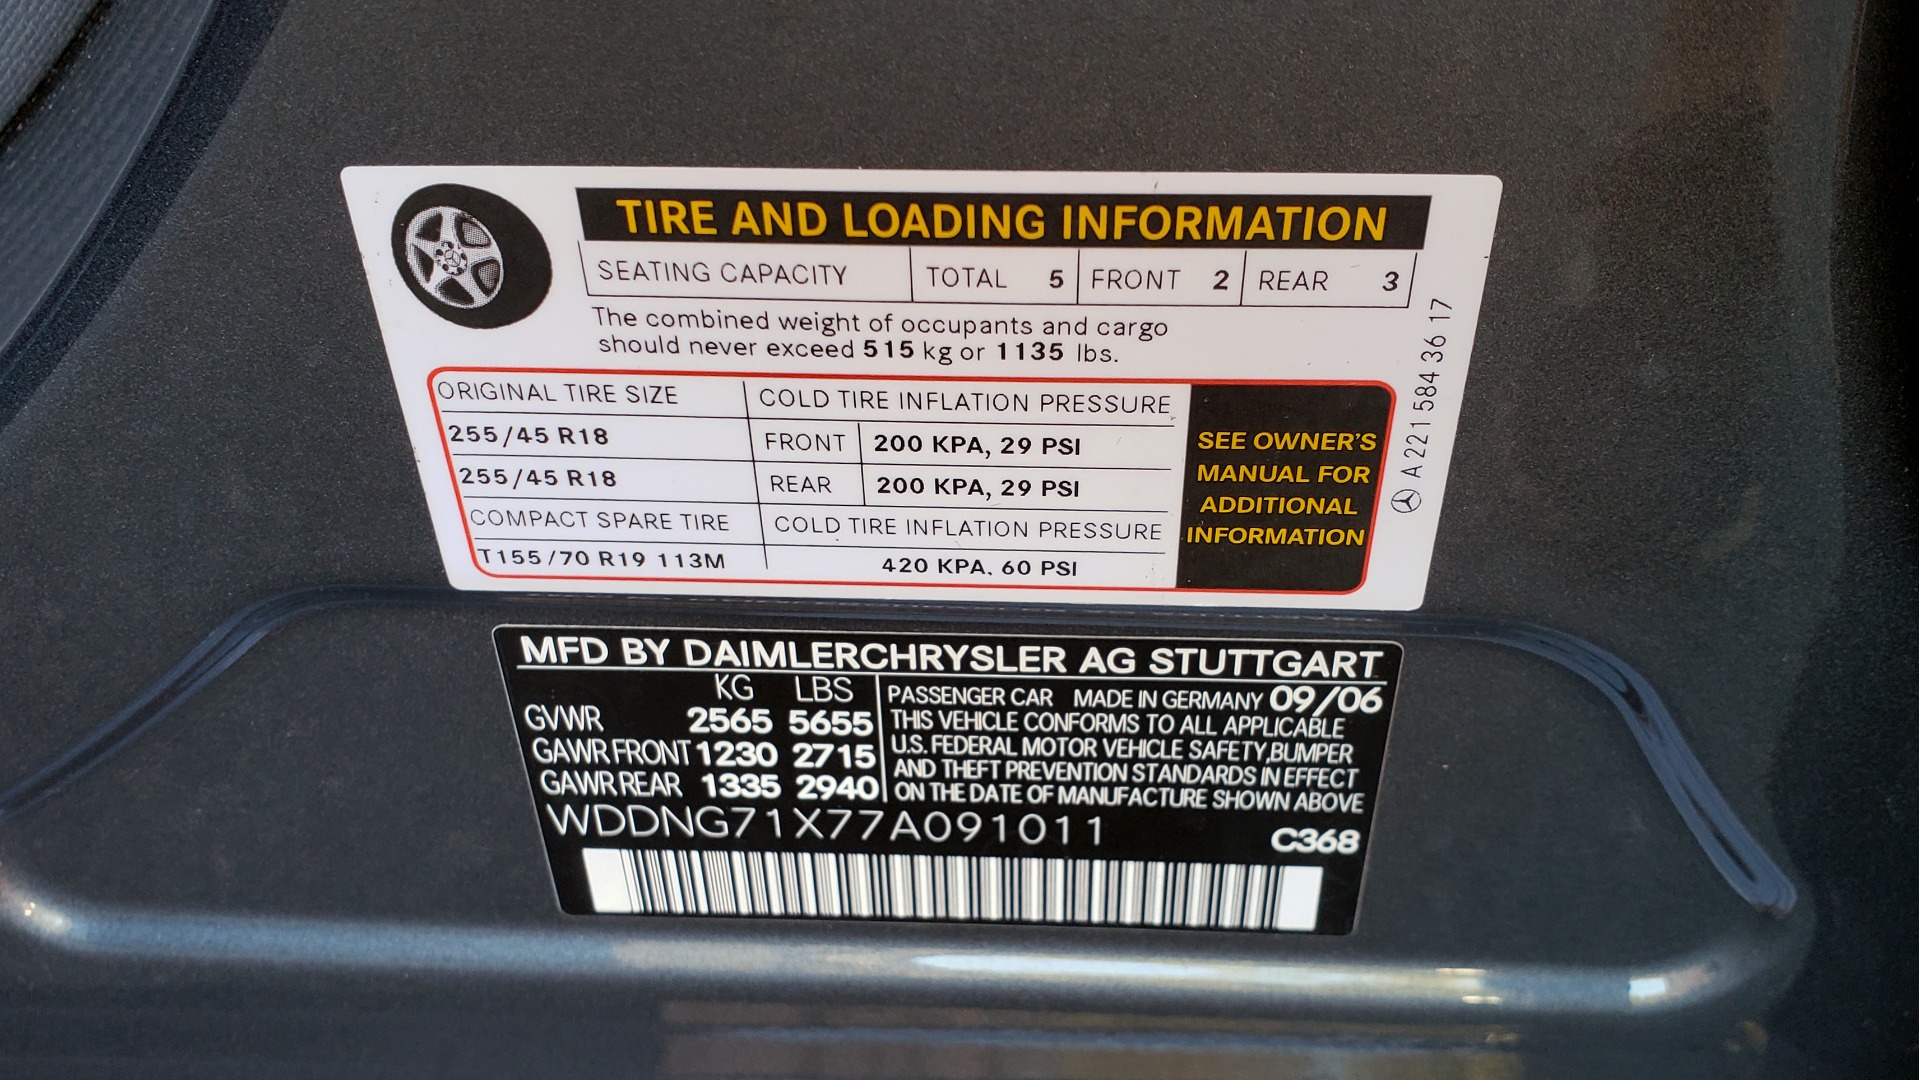 TIRE AND LOADING INFORMATION
SEATING CAPACITY TOTAL 5 FRONT 2 REAR 3
The combined weight of occupants and cargo
should never exceed 515 kg or 1135 lbs.
ORIGINAL TIRE SIZE COLD TIRE INFLATION PRESSURE
255/45 R18 FRONT 200 KPA, 29 PSI
255/45 R18 REAR 200 KPA, 29 PSI
COMPACT SPARE TIRE COLD TIRE INFLATION PRESSURE
T155/70 R19 113M 420 KPA, 60 PSI
SEE OWNER'S
MANUAL FOR
ADDITIONAL
INFORMATION
A 221 584 36 17
MFD BY DAIMLERCHRYSLER AG STUTTGART
KG LBS
GVWR 2565 5655
GAWR FRONT 1230 2715
GAWR REAR 1335 2940
PASSENGER CAR MADE IN GERMANY 09/06
THIS VEHICLE CONFORMS TO ALL APPLICABLE
U.S. FEDERAL MOTOR VEHICLE SAFETY,BUMPER
AND THEFT PREVENTION STANDARDS IN EFFECT
ON THE DATE OF MANUFACTURE SHOWN ABOVE
WDDNG71X77A091011
C368